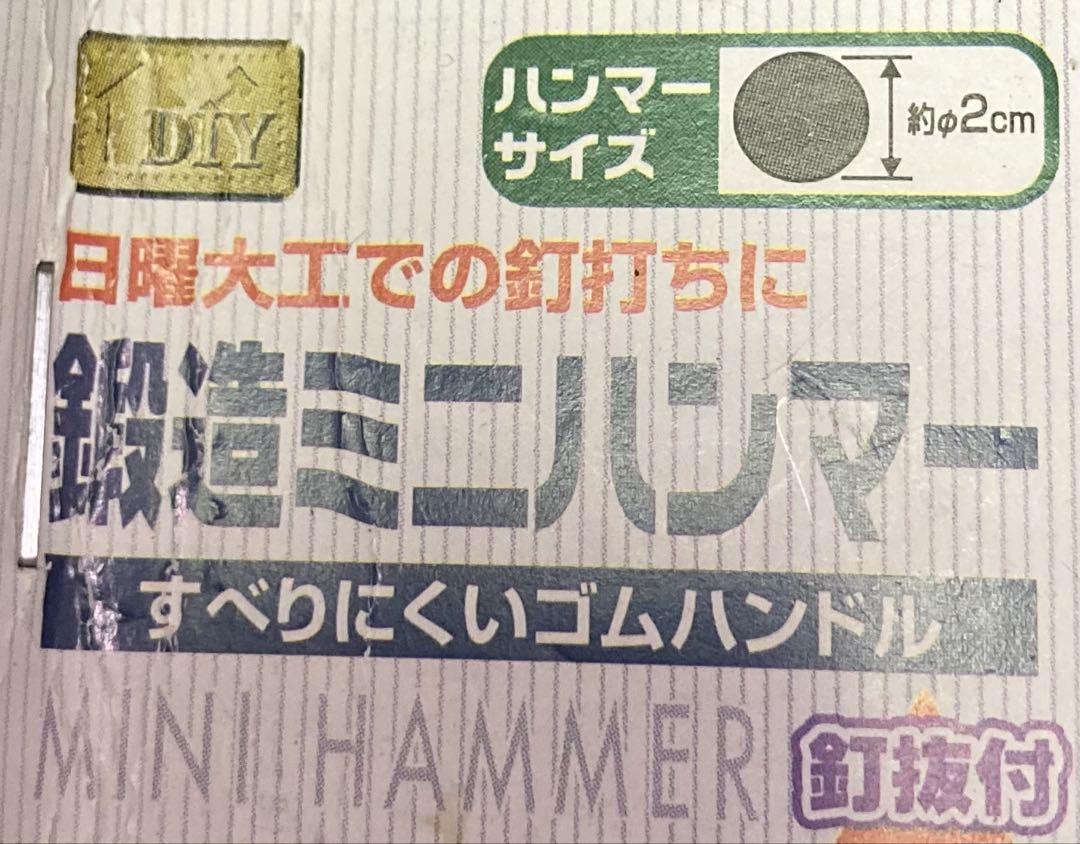 DIY
ハンマー
サイズ
約φ2cm
日曜大工での釘打ちに
鍛造ミニハンマー
すべりにくいゴムハンドル
MINI HAMMER
釘抜付